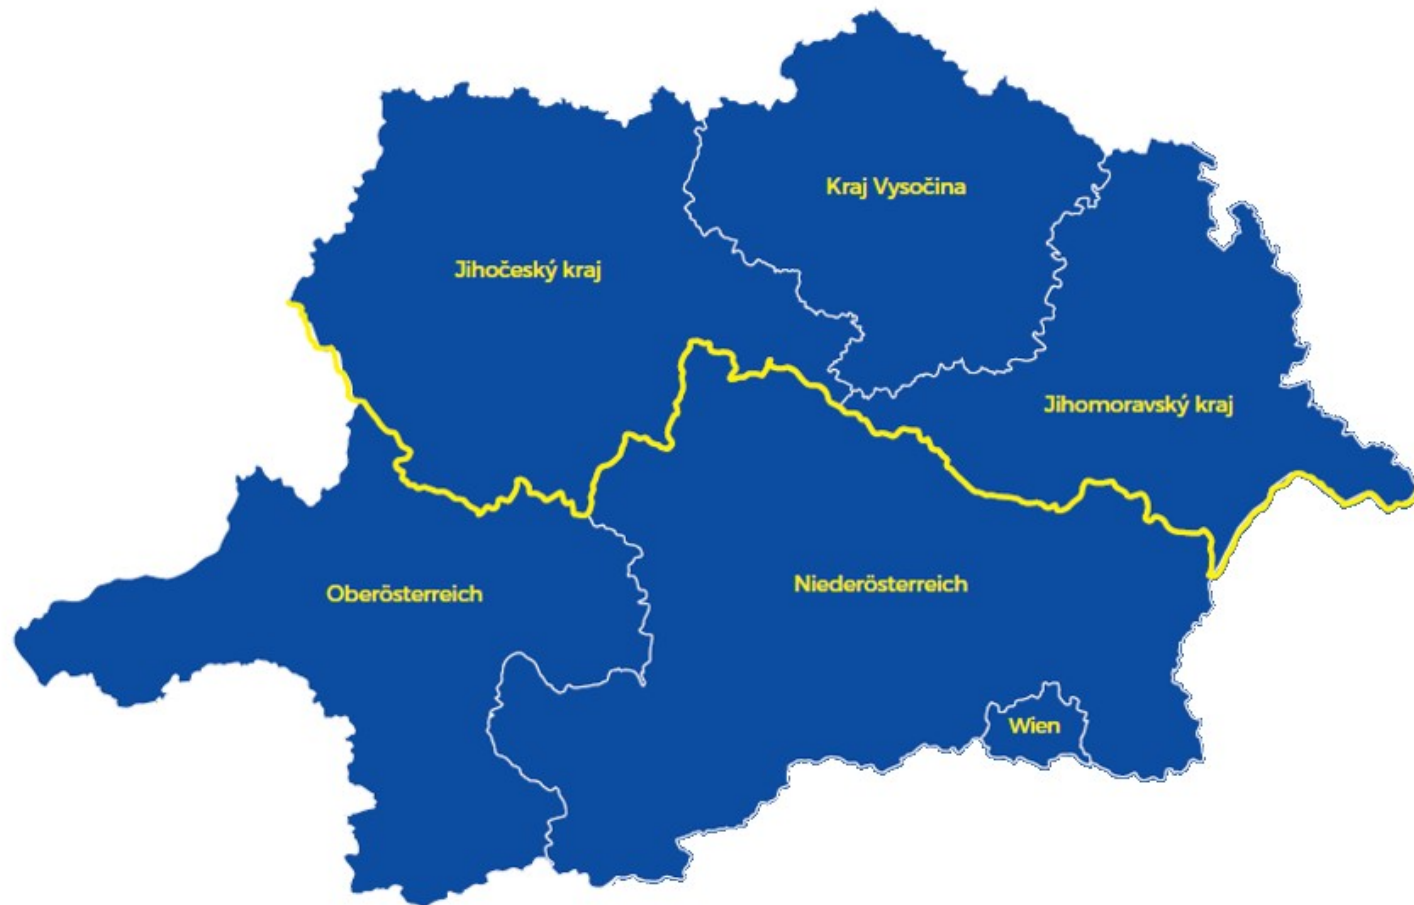 Kraj Vysočina
Jihočeský kraj
Jihomoravský kraj
Oberösterreich
Niederösterreich
Wien